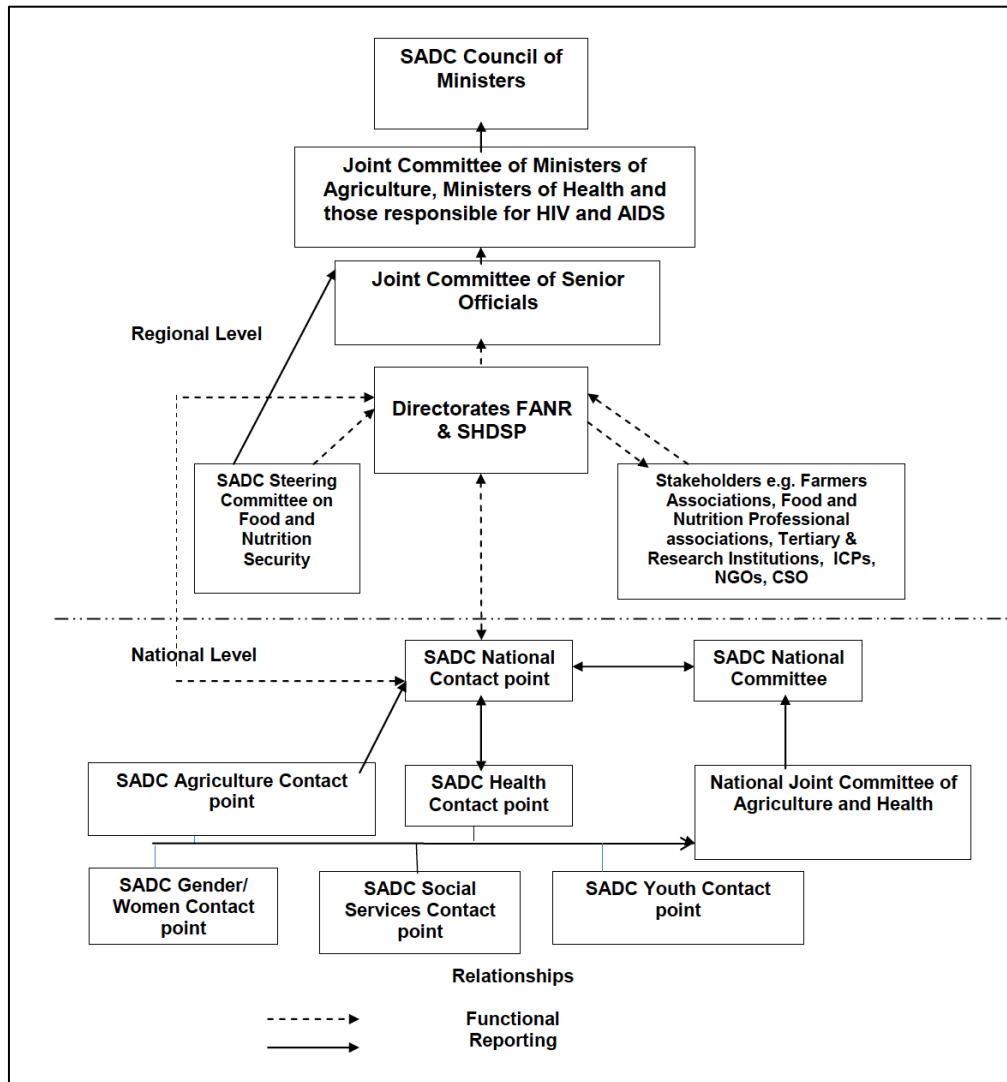 SADC Council of
Ministers
Joint Committee of Ministers of
Agriculture, Ministers of Health and
those responsible for HIV and AIDS
Joint Committee of Senior
Officials
Regional Level
Directorates FANR
& SHDSP
SADC Steering
Committee on
Food and
Nutrition
Security
Stakeholders e.g. Farmers
Associations, Food and
Nutrition Professional
associations, Tertiary &
Research Institutions, ICPs,
NGOs, CSO
National Level
SADC National
Contact point
SADC National
Committee
SADC Agriculture Contact
point
SADC Health
Contact point
National Joint Committee of
Agriculture and Health
SADC Gender/
Women Contact
point
SADC Social
Services Contact
point
SADC Youth Contact
point
Relationships
Functional
Reporting